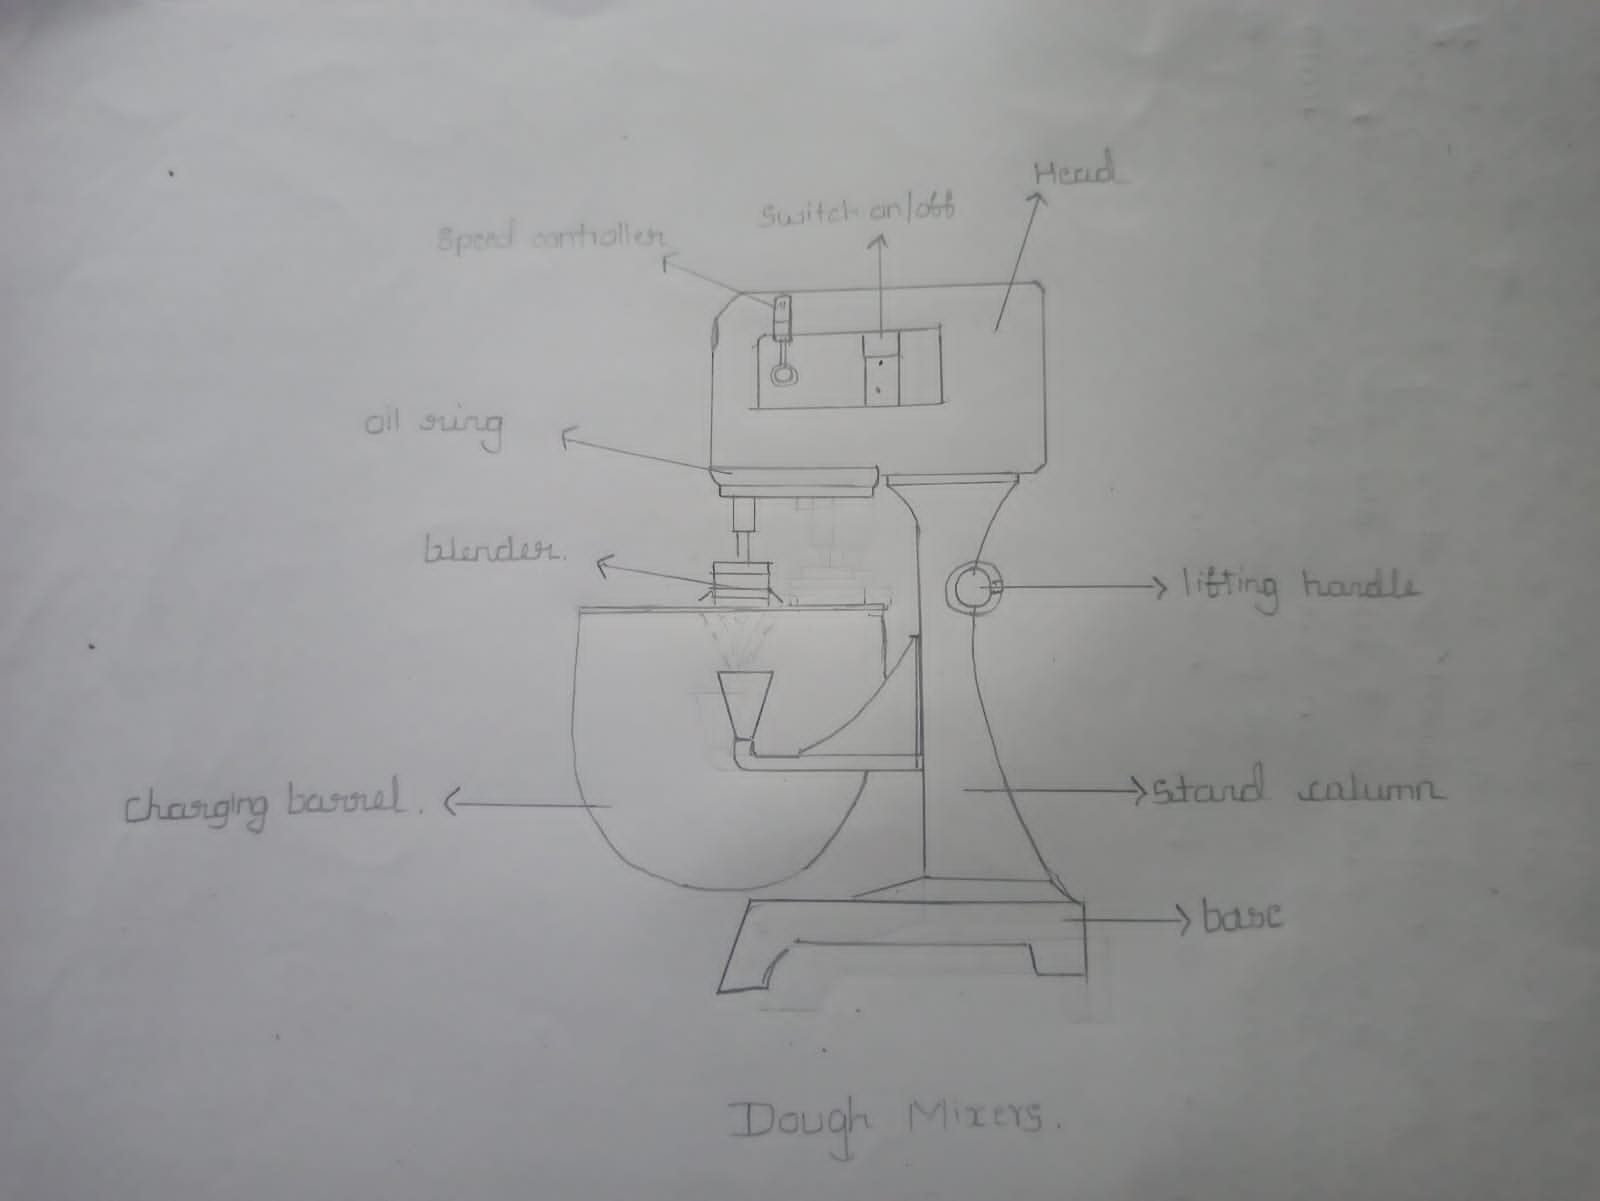 Head
Switch on/off
Speed controller
oil ring
blender.
lifting handle
Charging barrel.
Stand column
base
Dough Mixers.